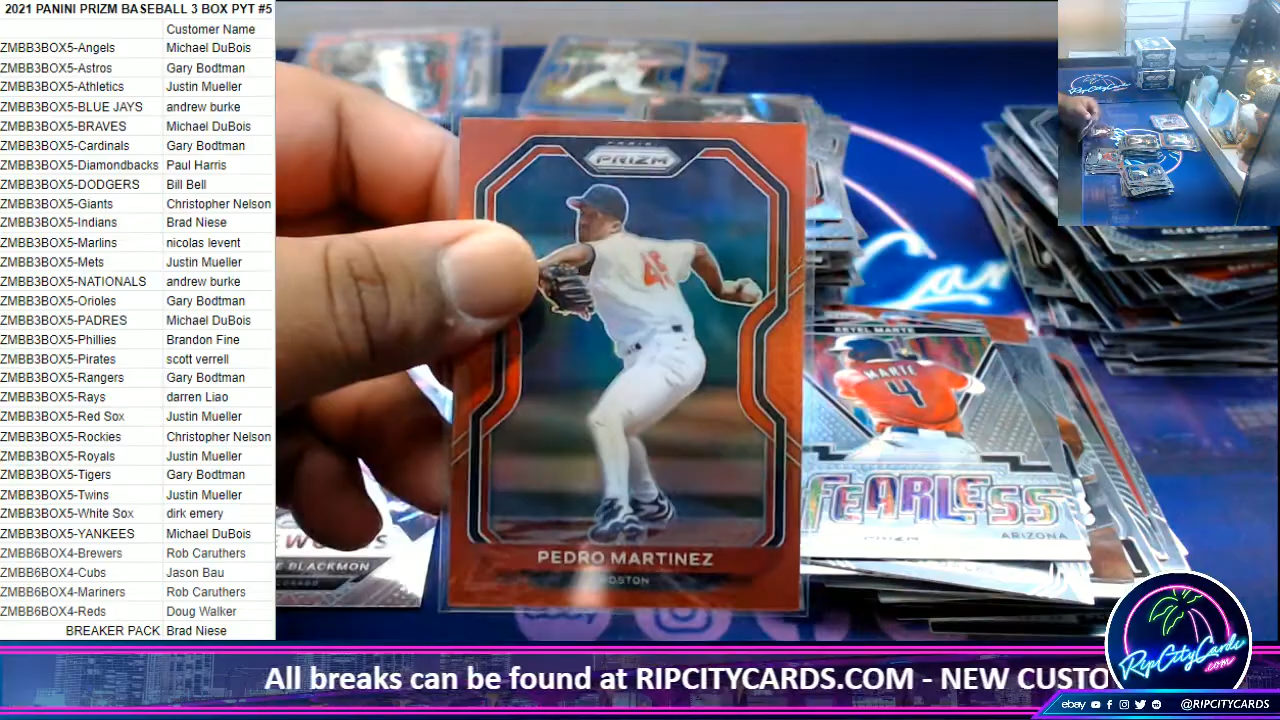 2021 PANINI PRIZM BASEBALL 3 BOX PYT #5
Customer Name
ZMBB3BOX5-Angels Michael DuBois
ZMBB3BOX5-Astros Gary Bodtman
ZMBB3BOX5-Athletics Justin Mueller
ZMBB3BOX5-BLUE JAYS andrew burke
ZMBB3BOX5-BRAVES Michael DuBois
ZMBB3BOX5-Cardinals Gary Bodtman
ZMBB3BOX5-Diamondbacks Paul Harris
ZMBB3BOX5-DODGERS Bill Bell
ZMBB3BOX5-Giants Christopher Nelson
ZMBB3BOX5-Indians Brad Niese
ZMBB3BOX5-Marlins nicolas levent
ZMBB3BOX5-Mets Justin Mueller
ZMBB3BOX5-NATIONALS andrew burke
ZMBB3BOX5-Orioles Gary Bodtman
ZMBB3BOX5-PADRES Michael DuBois
ZMBB3BOX5-Phillies Brandon Fine
ZMBB3BOX5-Pirates scott verrell
ZMBB3BOX5-Rangers Gary Bodtman
ZMBB3BOX5-Rays darren Liao
ZMBB3BOX5-Red Sox Justin Mueller
ZMBB3BOX5-Rockies Christopher Nelson
ZMBB3BOX5-Royals Justin Mueller
ZMBB3BOX5-Tigers Gary Bodtman
ZMBB3BOX5-Twins Justin Mueller
ZMBB3BOX5-White Sox dirk emery
ZMBB3BOX5-YANKEES Michael DuBois
ZMBB6BOX4-Brewers Rob Caruthers
ZMBB6BOX4-Cubs Jason Bau
ZMBB6BOX4-Mariners Rob Caruthers
ZMBB6BOX4-Reds Doug Walker
BREAKER PACK Brad Niese
PANINI
PRIZM
45
PEDRO MARTINEZ
BOSTON
KETEL MARTE
MARTE
4
FEARLESS
PRIZM
ARIZONA
BLACKMON
All breaks can be found at RIPCITYCARDS.COM - NEW CUSTO
RipCityCards
.com
ebay
@RIPCITYCARDS